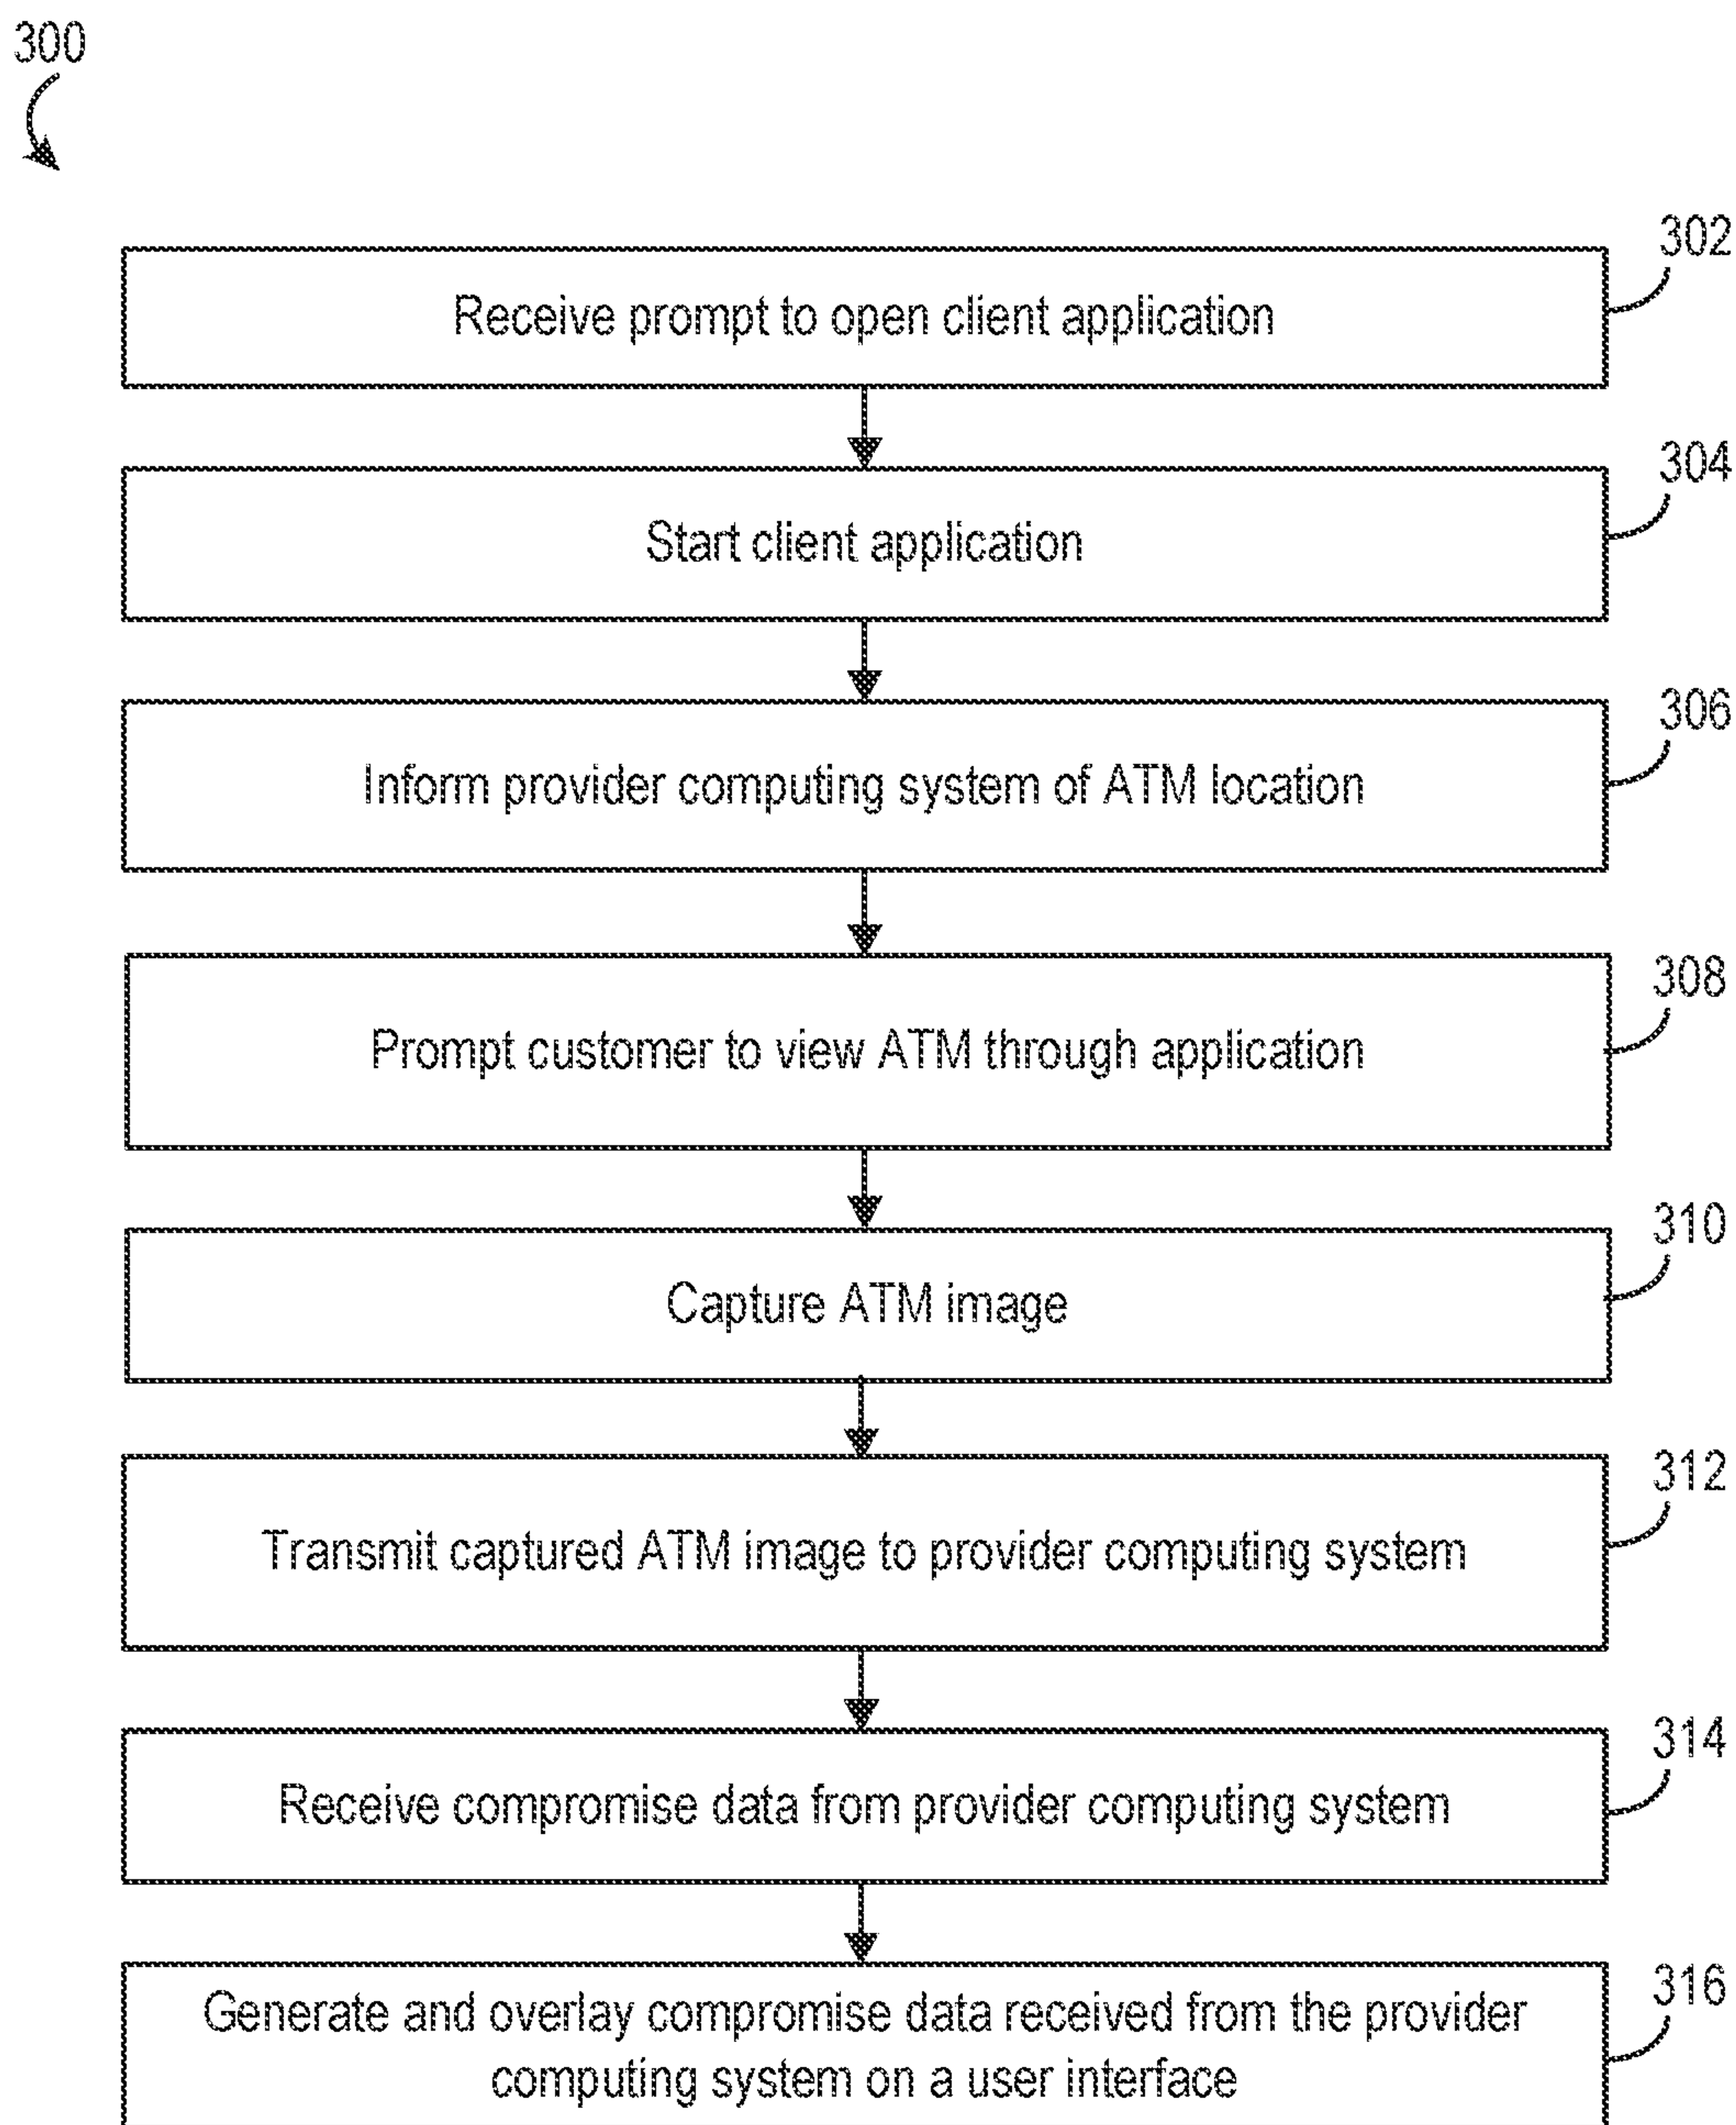 300
302
Receive prompt to open client application
304
Start client application
306
Inform provider computing system of ATM location
308
Prompt customer to view ATM through application
310
Capture ATM image
312
Transmit captured ATM image to provider computing system
314
Receive compromise data from provider computing system
316
Generate and overlay compromise data received from the provider
computing system on a user interface